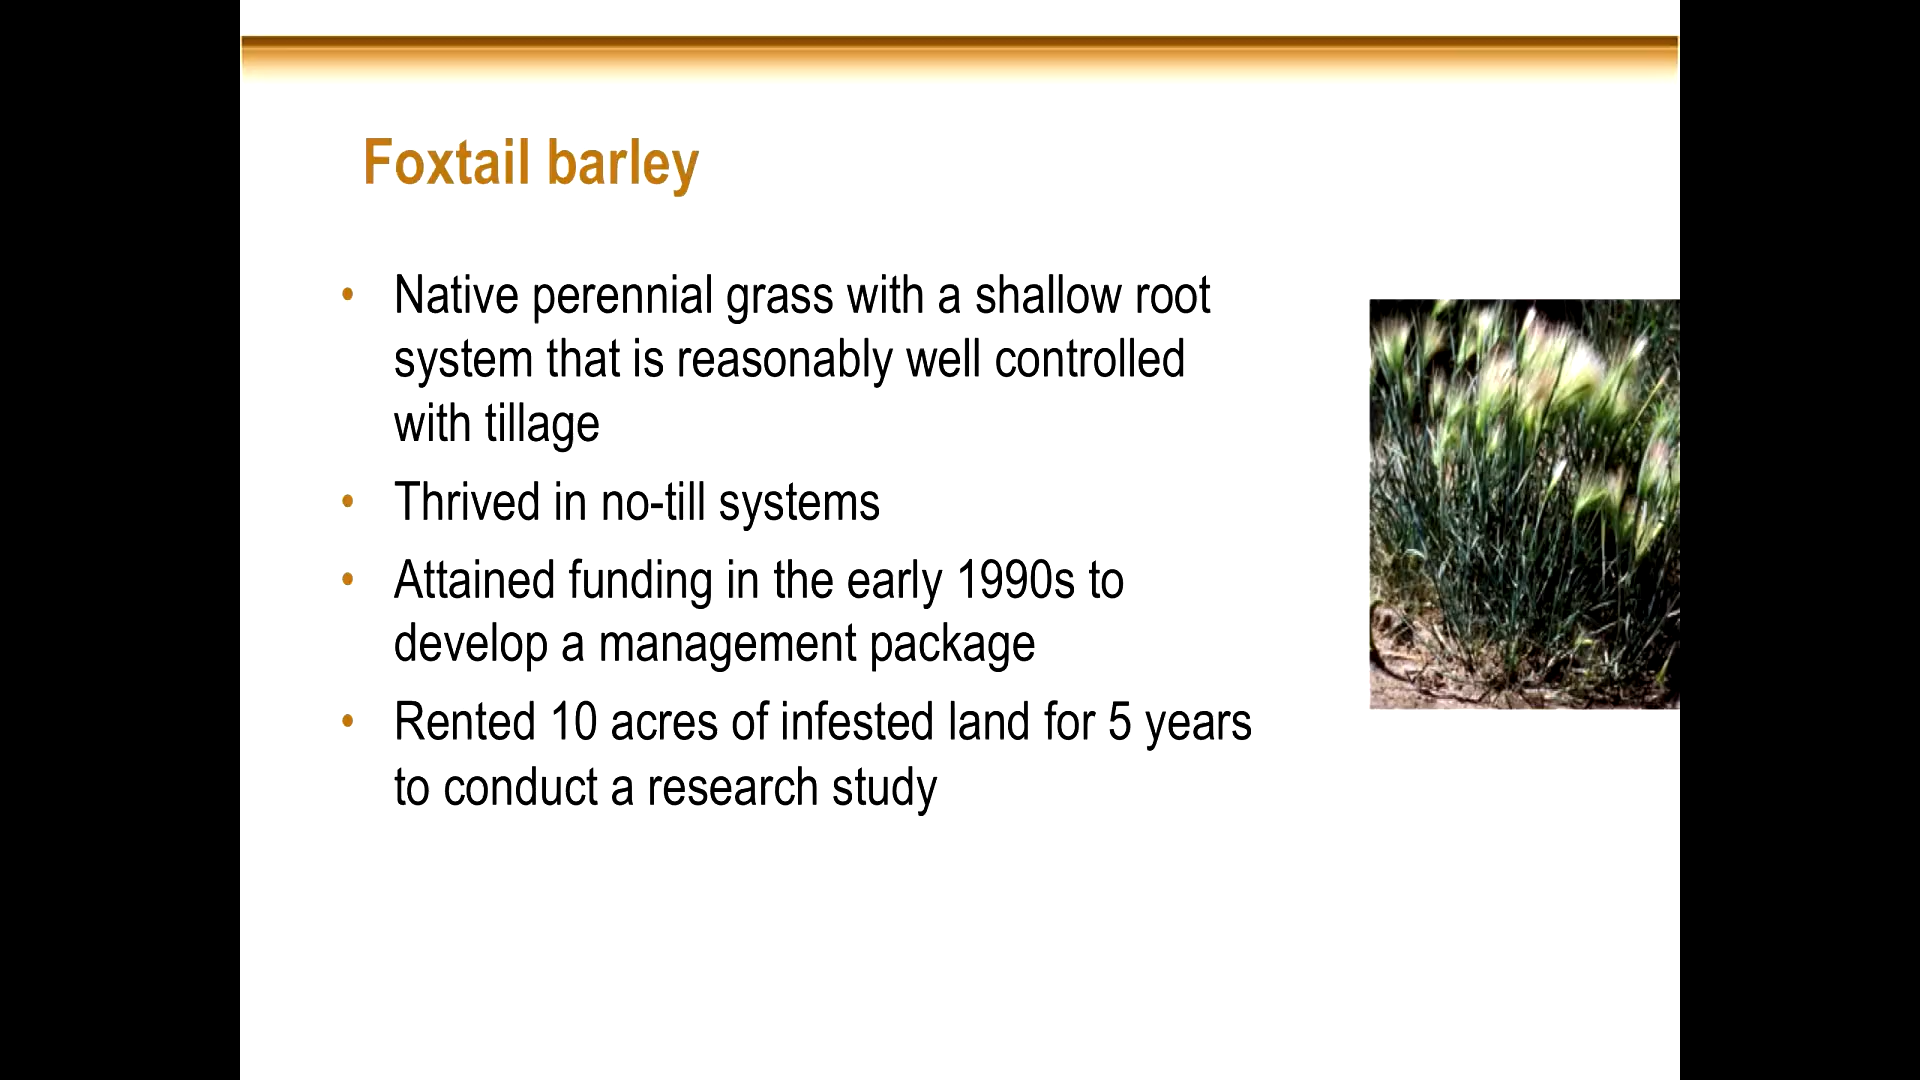 Foxtail barley
• Native perennial grass with a shallow root
system that is reasonably well controlled
with tillage
• Thrived in no-till systems
• Attained funding in the early 1990s to
develop a management package
• Rented 10 acres of infested land for 5 years
to conduct a research study